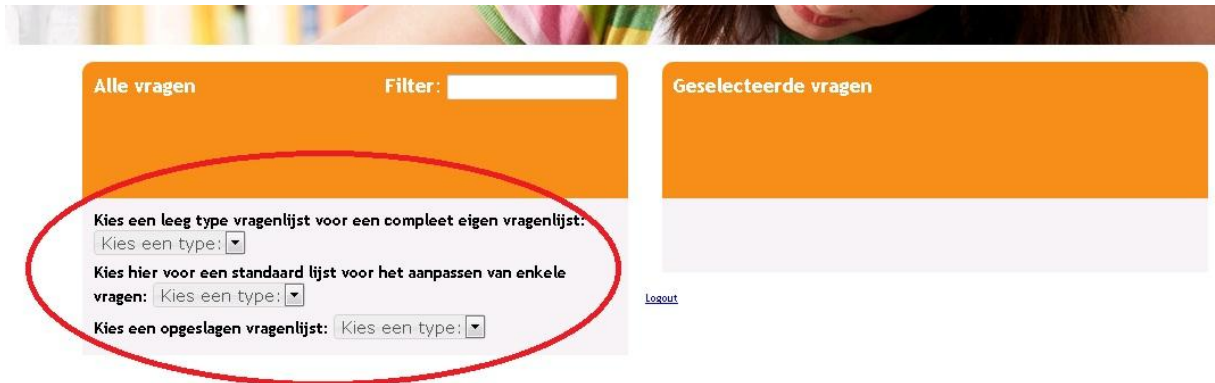 Alle vragen Filter:
Geselecteerde vragen
Kies een leeg type vragenlijst voor een compleet eigen vragenlijst:
Kies een type:
Kies hier voor een standaard lijst voor het aanpassen van enkele
vragen: Kies een type:
Kies een opgeslagen vragenlijst: Kies een type:
Logout